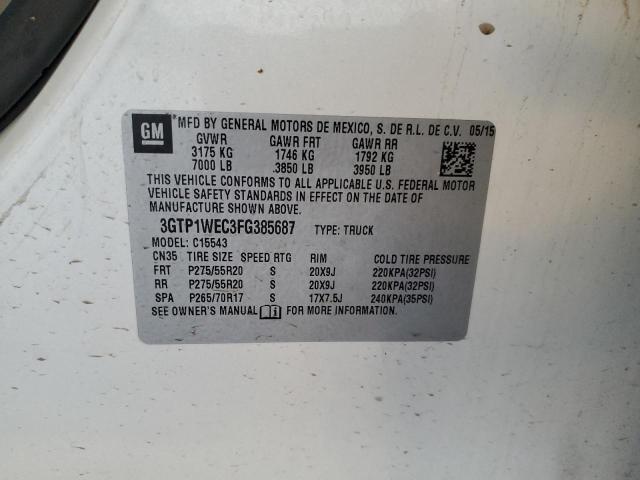 GM
*MFD BY GENERAL MOTORS DE MEXICO, S. DE R.L. DE C.V. 05/15
GVWR GAWR FRT GAWR RR
3175 KG 1746 KG 1792 KG
7000 LB 3850 LB 3950 LB
THIS VEHICLE CONFORMS TO ALL APPLICABLE U.S. FEDERAL MOTOR
VEHICLE SAFETY STANDARDS IN EFFECT ON THE DATE OF
MANUFACTURE SHOWN ABOVE.
3GTP1WEC3FG385687 TYPE: TRUCK
MODEL: C15543
CN35 TIRE SIZE SPEED RTG RIM COLD TIRE PRESSURE
FRT P275/55R20 S 20X9J 220KPA(32PSI)
RR P275/55R20 S 20X9J 220KPA(32PSI)
SPA P265/70R17 S 17X7.5J 240KPA(35PSI)
SEE OWNER'S MANUAL i FOR MORE INFORMATION.